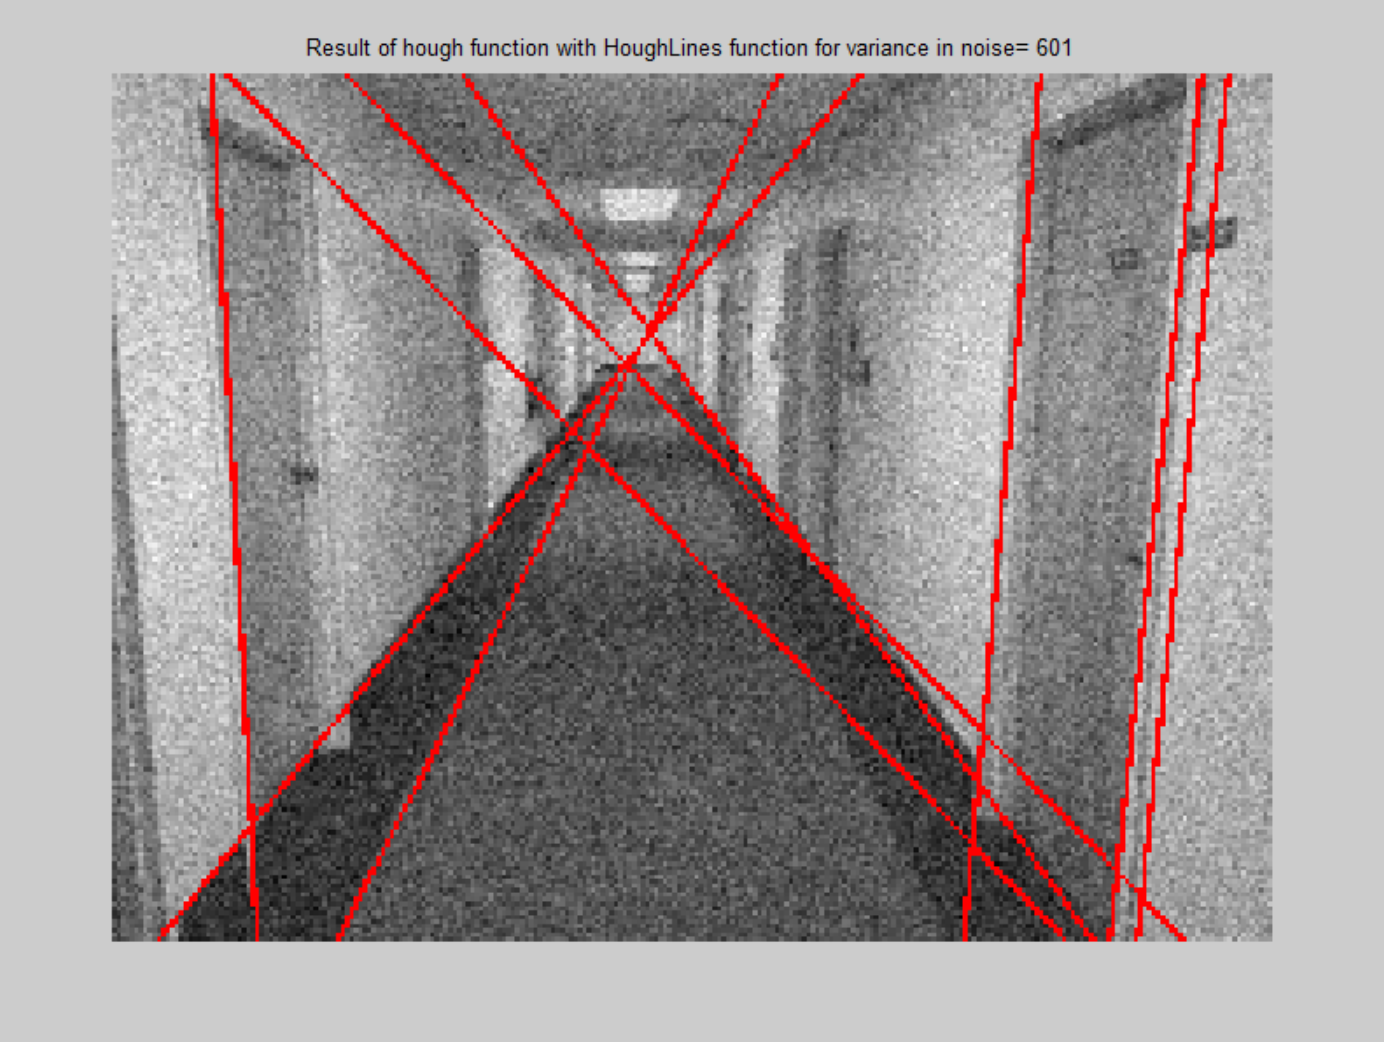 Result of hough function with HoughLines function for variance in noise= 601